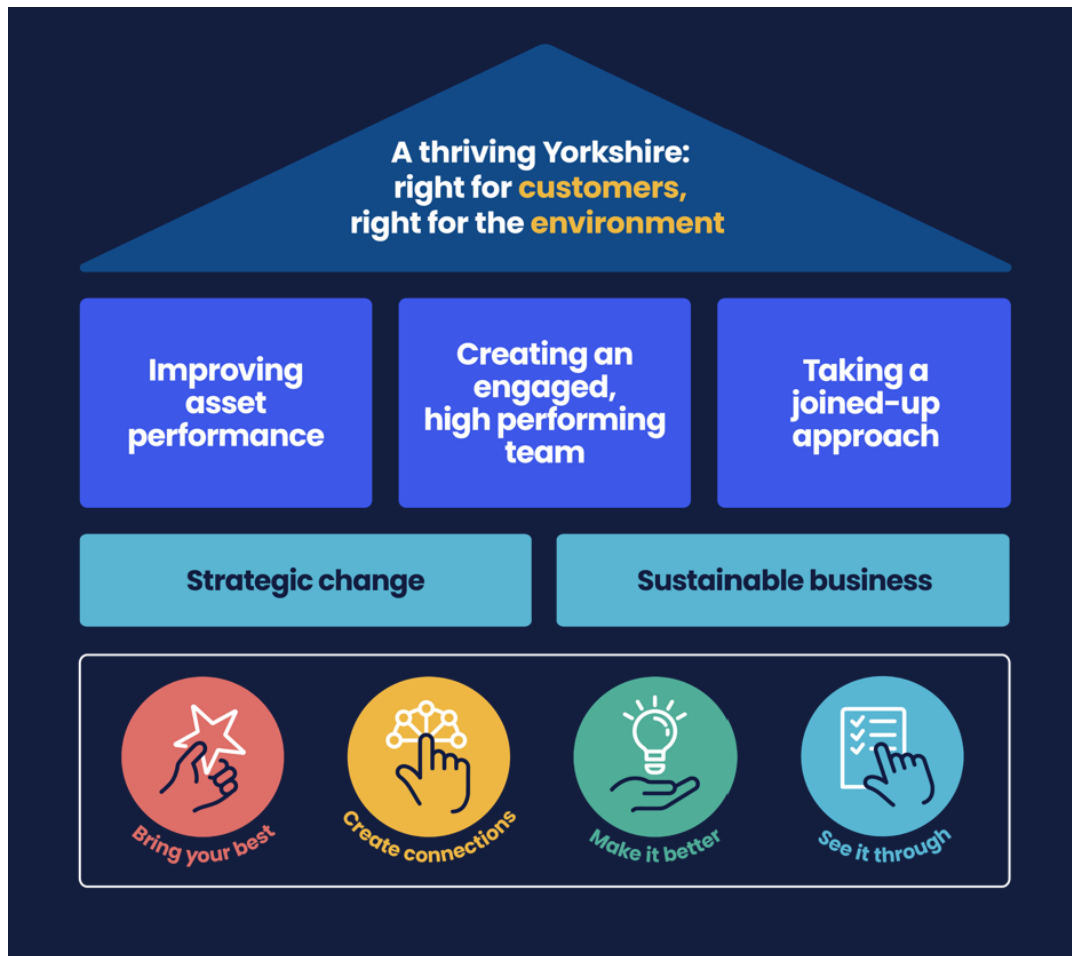 A thriving Yorkshire:
right for customers,
right for the environment
Improving
asset
performance
Creating an
engaged,
high performing
team
Taking a
joined-up
approach
Strategic change
Sustainable business
Bring your best
Create connections
Make it better
See it through